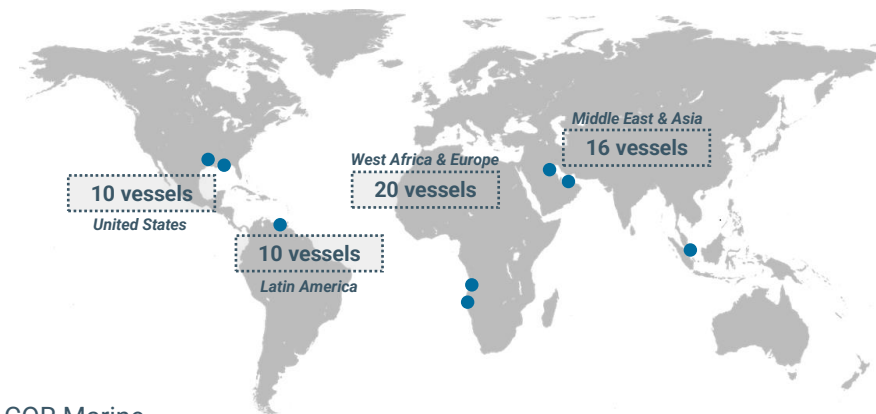 Middle East & Asia
16 vessels
West Africa & Europe
20 vessels
10 vessels
United States
10 vessels
Latin America